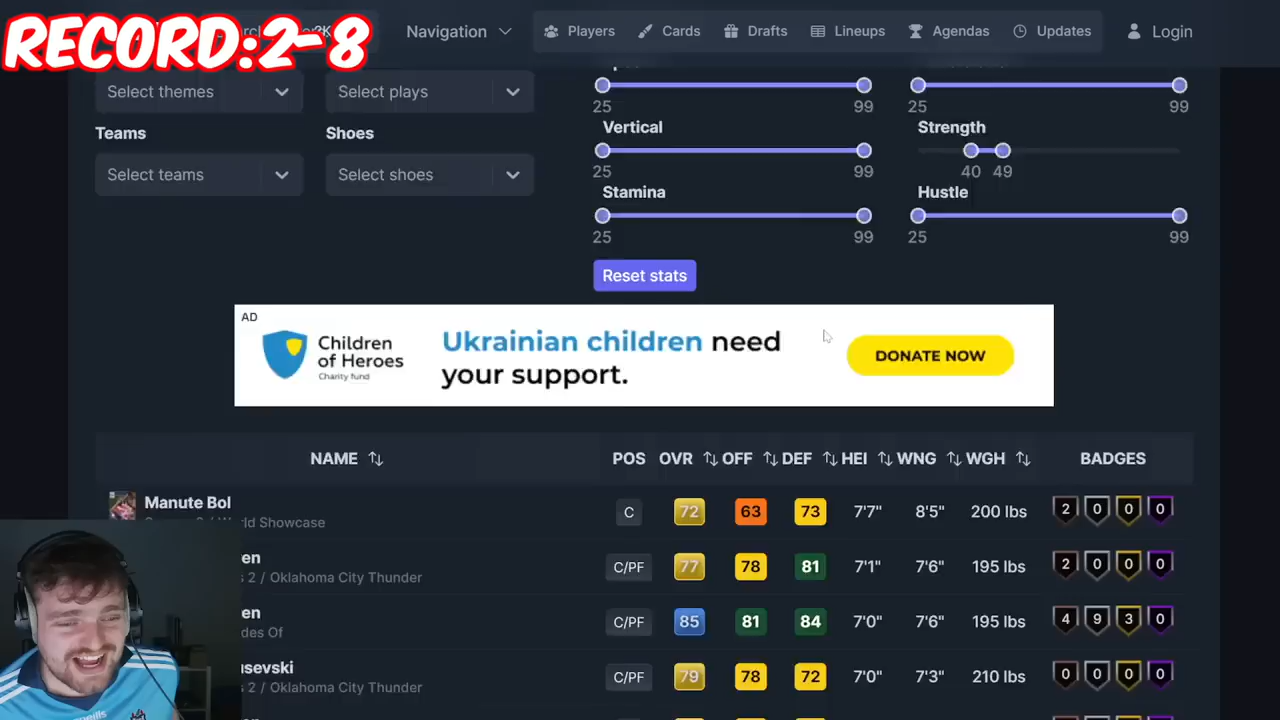 RECORD:2-8
Navigation
Players
Cards
Drafts
Lineups
Agendas
Updates
Login
Select themes
Select plays
25 99
25 99
Teams
Shoes
Vertical
Strength
25 99
40 49
Select teams
Select shoes
Stamina
Hustle
25 99
25 99
Reset stats
AD
Children
of Heroes
Charity fund
Ukrainian children need
your support.
DONATE NOW
NAME POS OVR OFF DEF HEI WNG WGH BADGES
Manute Bol
World Showcase
C 72 63 73 7'7" 8'5" 200 lbs 2 0 0 0
en
s 2 / Oklahoma City Thunder
C/PF 77 78 81 7'1" 7'6" 195 lbs 2 0 0 0
en
des Of
C/PF 85 81 84 7'0" 7'6" 195 lbs 4 9 3 0
usevski
s 2 / Oklahoma City Thunder
C/PF 79 78 72 7'0" 7'3" 210 lbs 0 0 0 0